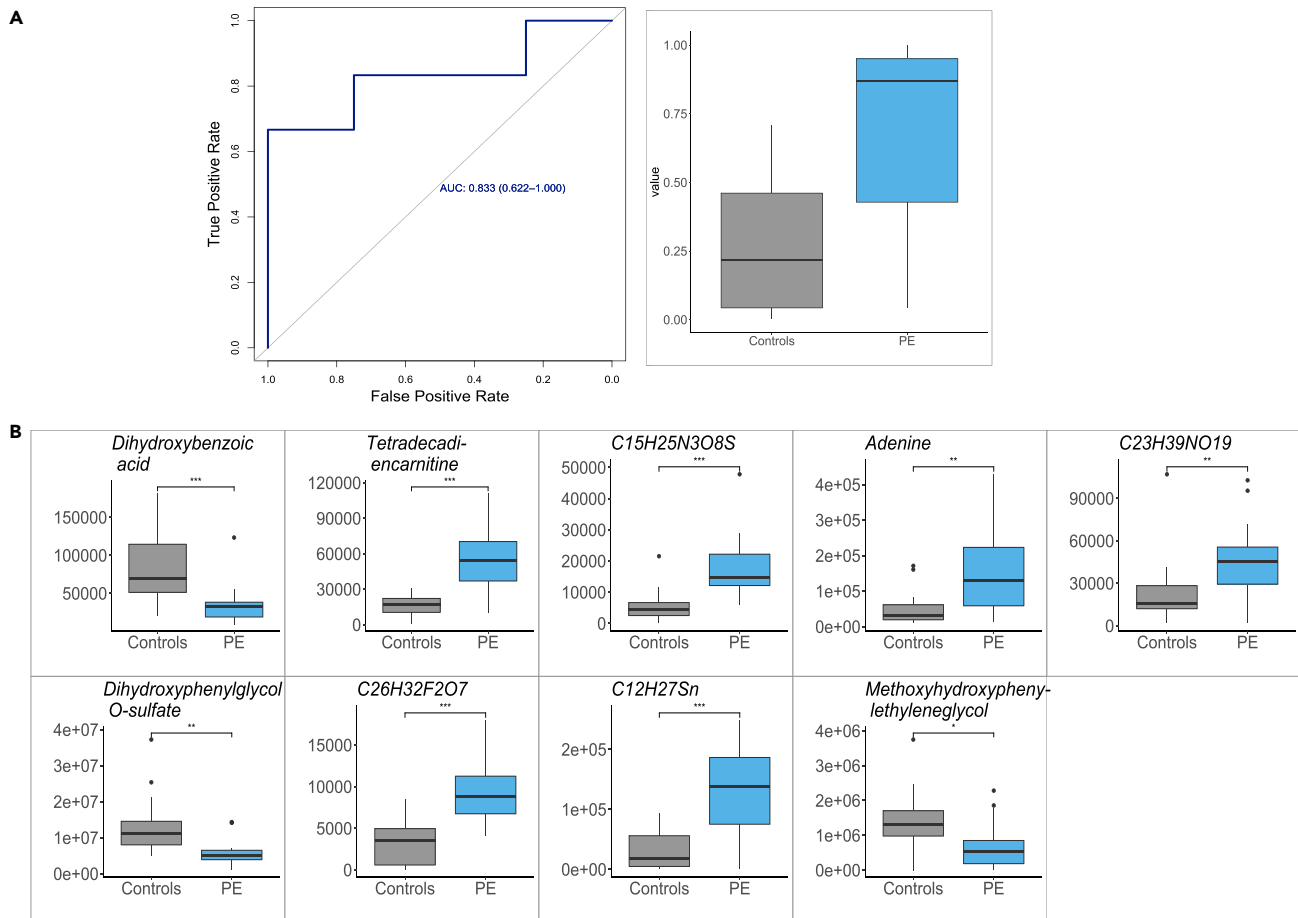 A
True Positive Rate
1.0
0.8
0.6
0.4
0.2
0.0
AUC: 0.833 (0.622–1.000)
1.0 0.8 0.6 0.4 0.2 0.0
False Positive Rate
value
1.00
0.75
0.50
0.25
0.00
Controls PE
B
Dihydroxybenzoic
acid
***
150000
100000
50000
Controls PE
Tetradecadi-
encarnitine
***
120000
90000
60000
30000
0
Controls PE
C15H25N3O8S
***
50000
40000
30000
20000
10000
0
Controls PE
Adenine
**
4e+05
3e+05
2e+05
1e+05
0e+00
Controls PE
C23H39NO19
**
90000
60000
30000
0
Controls PE
Dihydroxyphenylglycol
O-sulfate
**
4e+07
3e+07
2e+07
1e+07
0e+00
Controls PE
C26H32F2O7
***
15000
10000
5000
0
Controls PE
C12H27Sn
***
2e+05
1e+05
0e+00
Controls PE
Methoxyhydroxypheny-
lethyleneglycol
*
4e+06
3e+06
2e+06
1e+06
0e+00
Controls PE